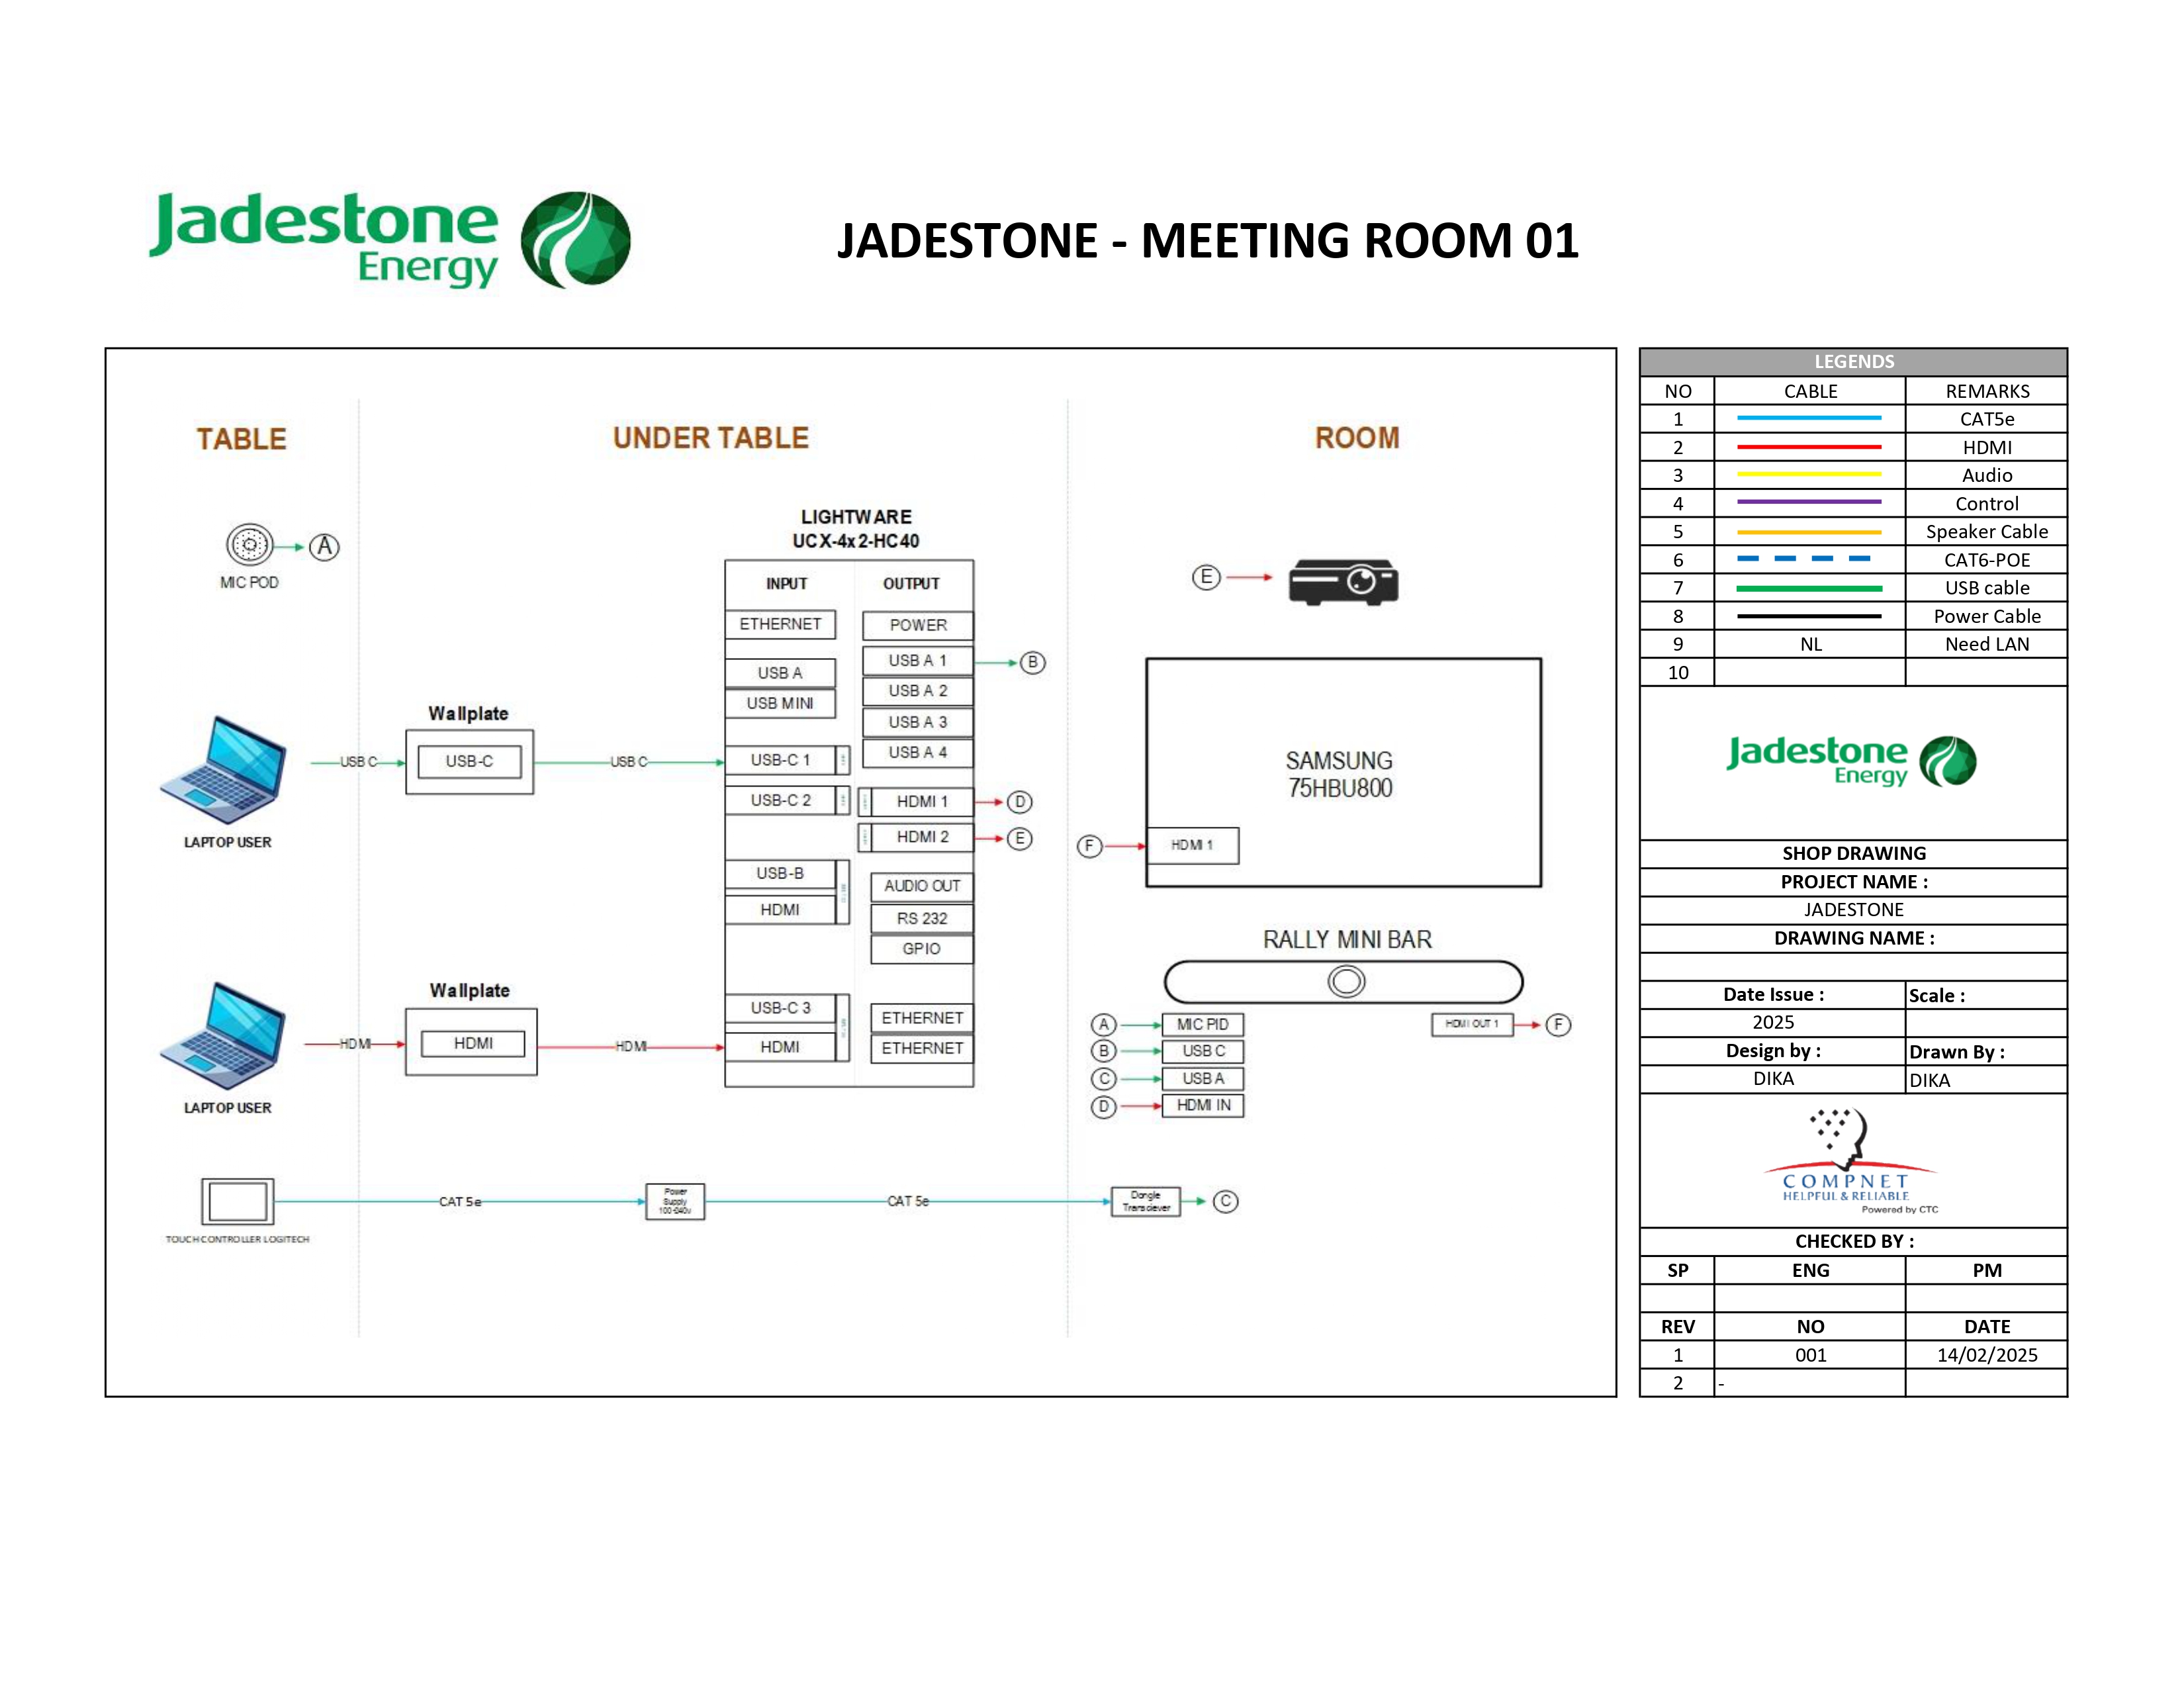 Jadestone
Energy
JADESTONE - MEETING ROOM 01
TABLE
UNDER TABLE
ROOM
MIC POD
A
LAPTOP USER
USB C
Wallplate
USB-C
USB C
LAPTOP USER
HDMI
Wallplate
HDMI
HDMI
TOUCH CONTROLLER LOGITECH
CAT 5e
Power
Supply
100-240v
CAT 5e
Dongle
Transciever
C
LIGHTWARE
UCX-4x2-HC40
INPUT
ETHERNET
USB A
USB MINI
USB-C 1
USB-C 2
USB-B
HDMI
USB-C 3
HDMI
OUTPUT
POWER
USB A 1
B
USB A 2
USB A 3
USB A 4
HDMI 1
D
HDMI 2
E
AUDIO OUT
RS 232
GPIO
ETHERNET
ETHERNET
E
SAMSUNG
75HBU800
F
HDMI 1
RALLY MINI BAR
A
MIC PID
B
USB C
C
USB A
D
HDMI IN
HDMI OUT 1
F
LEGENDS
NO CABLE REMARKS
1 CAT5e
2 HDMI
3 Audio
4 Control
5 Speaker Cable
6 CAT6-POE
7 USB cable
8 Power Cable
9 NL Need LAN
10
Jadestone
Energy
SHOP DRAWING
PROJECT NAME :
JADESTONE
DRAWING NAME :
Date Issue : Scale :
2025
Design by : Drawn By :
DIKA DIKA
COMPNET
HELPFUL & RELIABLE
Powered by CTC
CHECKED BY :
SP ENG PM
REV NO DATE
1 001 14/02/2025
2 -